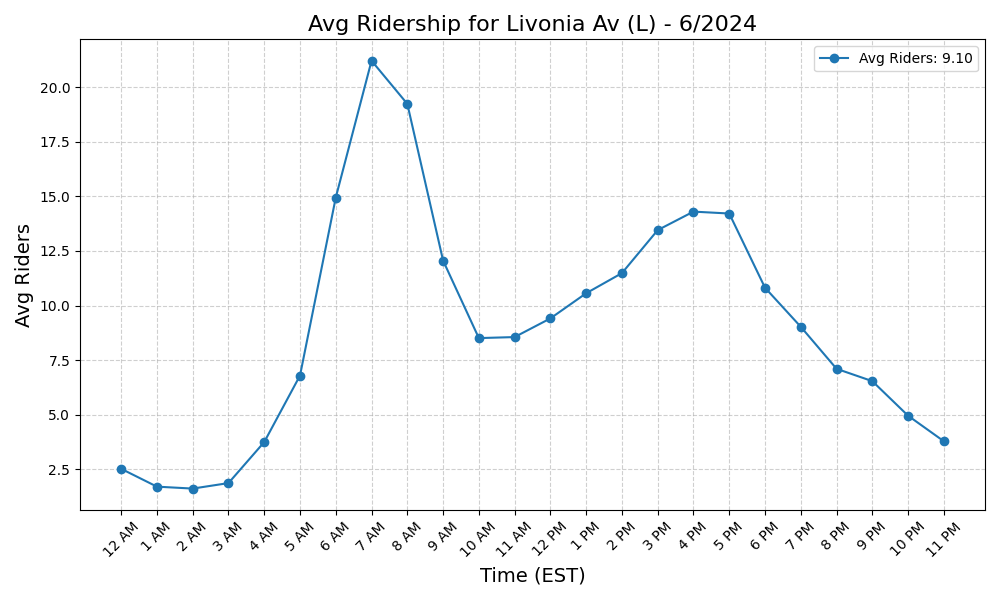 Avg Ridership for Livonia Av (L) - 6/2024
Avg Riders: 9.10
Avg Riders
20.0
17.5
15.0
12.5
10.0
7.5
5.0
2.5
12 AM
1 AM
2 AM
3 AM
4 AM
5 AM
6 AM
7 AM
8 AM
9 AM
10 AM
11 AM
12 PM
1 PM
2 PM
3 PM
4 PM
5 PM
6 PM
7 PM
8 PM
9 PM
10 PM
11 PM
Time (EST)